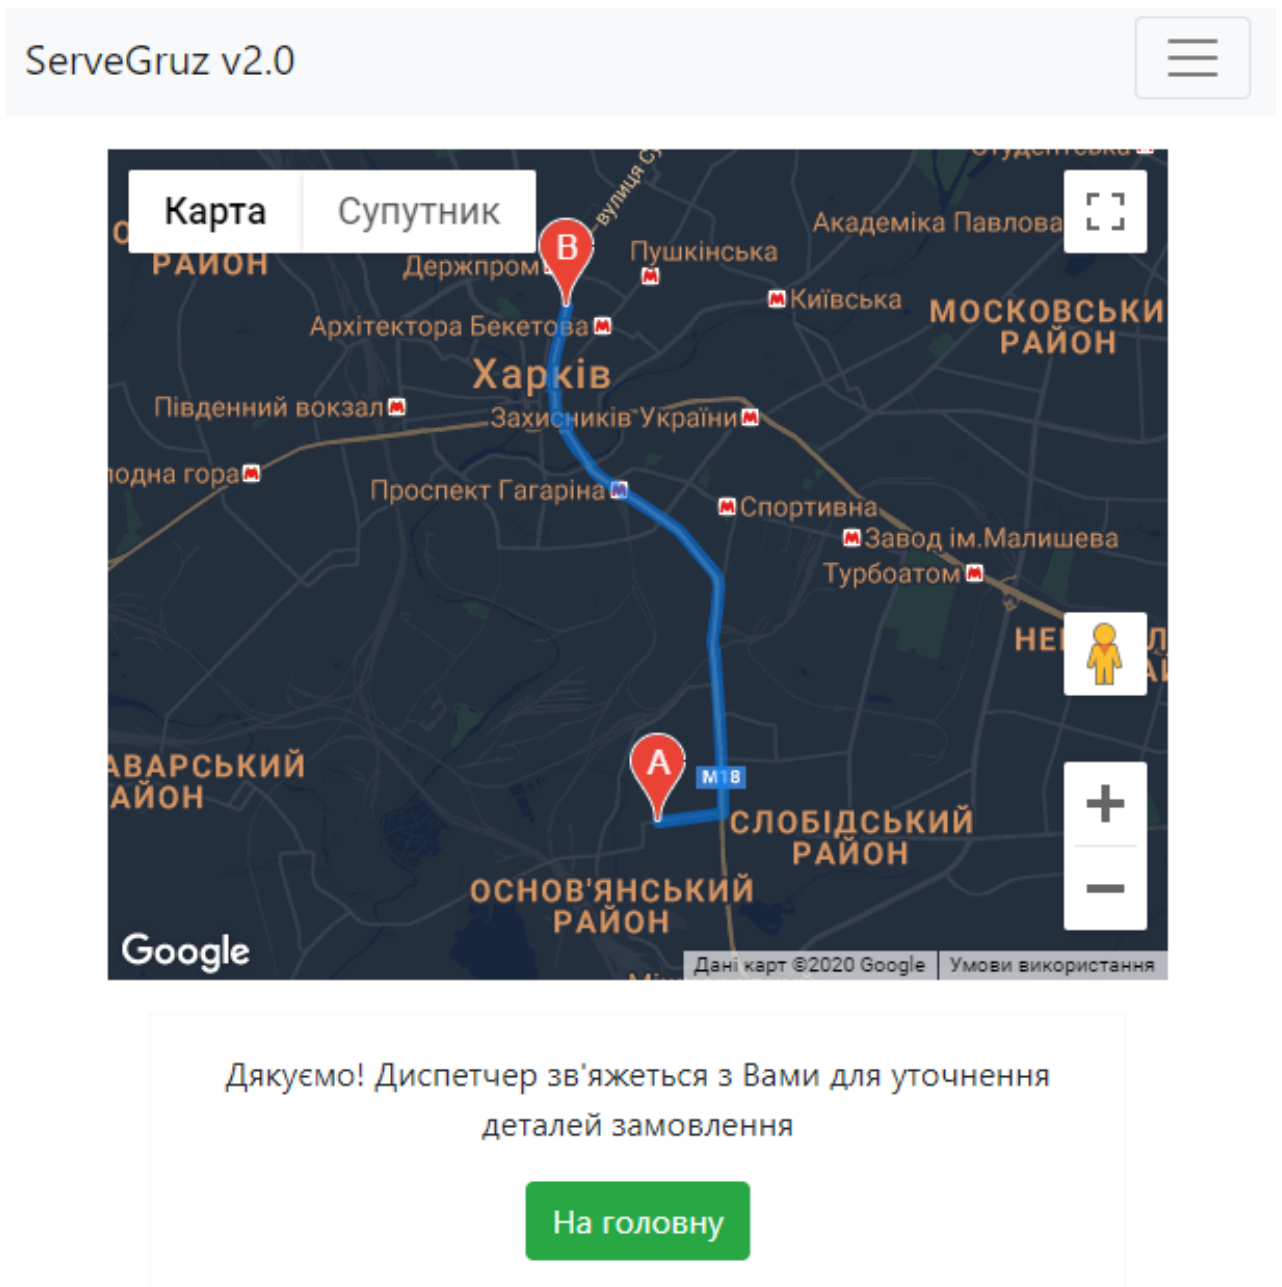 ServeGruz v2.0
Карта
Супутник
вулиця Су
Академіка Павлова
РАЙОН
Держпром
B
Пушкінська
Київська
МОСКОВСЬКИ
РАЙОН
Архітектора Бекетова
Харків
Південний вокзал
Захисників України
одна гора
Проспект Гагаріна
Спортивна
Завод ім.Малишева
Турбоатом
A
M18
АВАРСЬКИЙ
АЙОН
СЛОБІДСЬКИЙ
РАЙОН
ОСНОВ'ЯНСЬКИЙ
РАЙОН
Google
Дані карт ©2020 Google
Умови використання
Дякуємо! Диспетчер зв'яжеться з Вами для уточнення
деталей замовлення
На головну